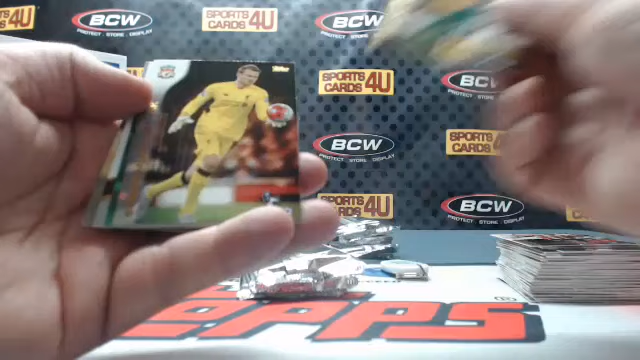 BCW
PROTECT . STORE . DISPLAY
SPORTS
CARDS 4U
BCW
PROTECT . STORE . DISPLAY
Topps
SPORTS
CARDS 4U
BCW
BCW
PROTECT . STORE . DISPLAY
SPORTS
CARDS 4U
SPORTS
CARDS 4U
BCW
PROTECT . STORE . DISPLAY
TOPPS